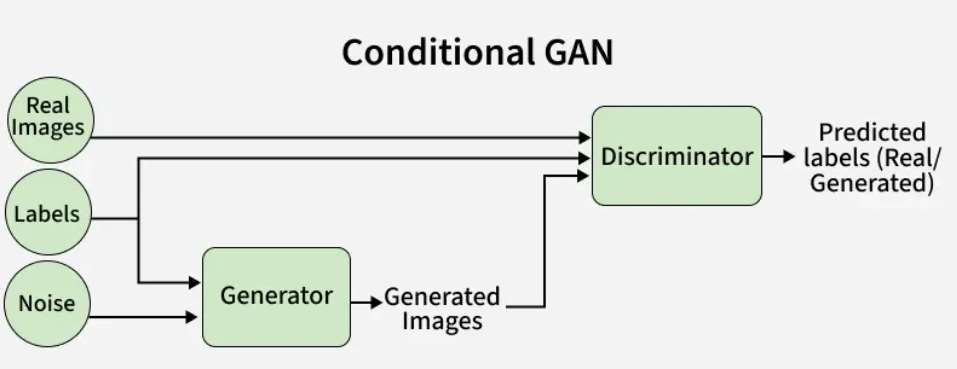 Conditional GAN
Real
Images
Labels
Noise
Generator
Generated
Images
Discriminator
Predicted
labels (Real/
Generated)